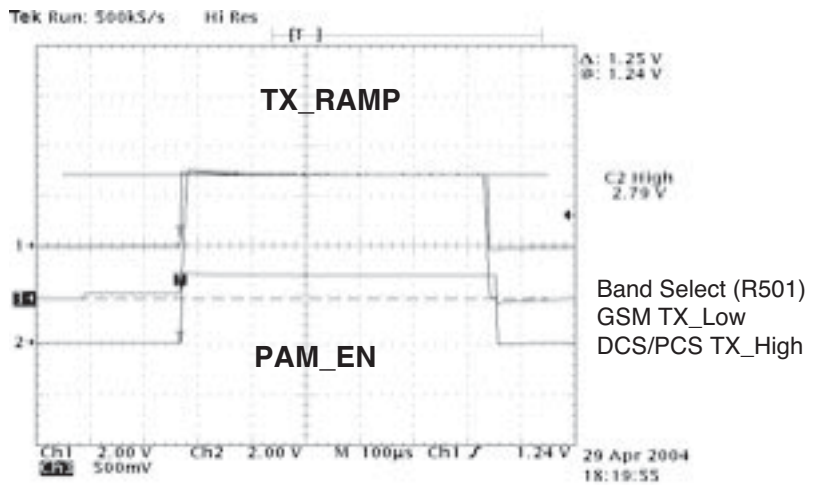 Tek Run: 500kS/s Hi Res
[T ]
Δ: 1.25 V
@: 1.24 V
TX_RAMP
C2 High
2.79 V
1
3
Band Select (R501)
GSM TX_Low
DCS/PCS TX_High
2
PAM_EN
Ch1 2.00 V Ch2 2.00 V M 100µs Ch1 1.24 V
Ch3 500mV
29 Apr 2004
18:19:55